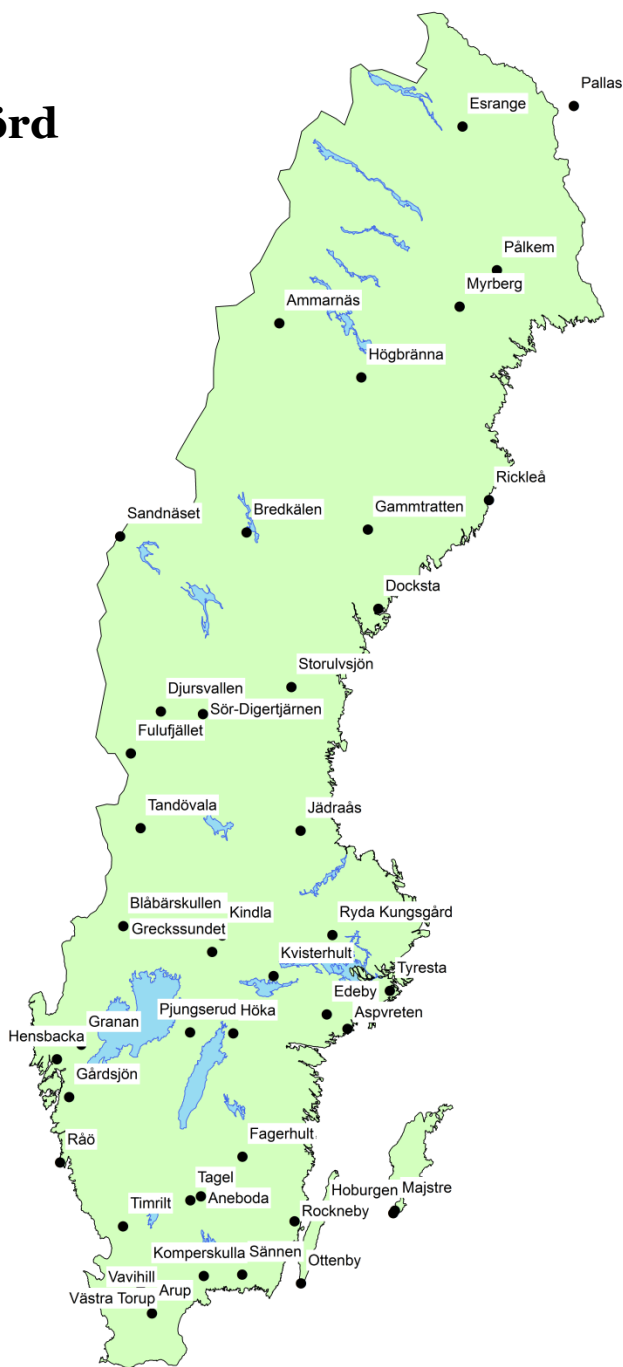 örd
Pallas
Esrange
Pålkem
Myrberg
Ammarnäs
Högbränna
Rickleå
Sandnäset
Bredkälen
Gammtratten
Docksta
Storulvsjön
Djursvallen
Sör-Digertjärnen
Fulufjället
Tandövala
Jädraås
Blåbärskullen
Kindla
Ryda Kungsgård
Greckssundet
Kvisterhult
Tyresta
Edeby
Pjungserud
Höka
Aspvreten
Granan
Hensbacka
Gårdsjön
Råö
Fagerhult
Tagel
Hoburgen
Majstre
Timrilt
Aneboda
Rockneby
Komperskulla
Sännen
Ottenby
Vavihill
Arup
Västra Torup